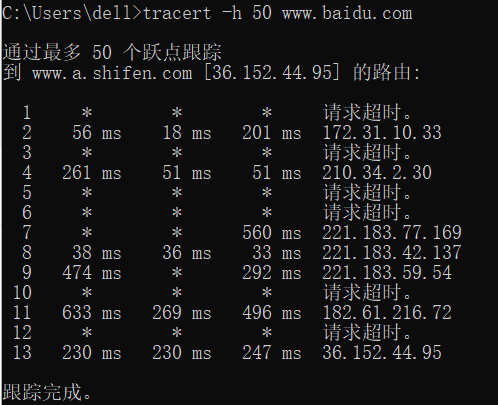 C:\Users\dell>tracert -h 50 www.baidu.com
通过最多 50 个跃点跟踪
到 www.a.shifen.com [36.152.44.95] 的路由:
1 * * * 请求超时。
2 56 ms 18 ms 201 ms 172.31.10.33
3 * * * 请求超时。
4 261 ms 51 ms 51 ms 210.34.2.30
5 * * * 请求超时。
6 * * * 请求超时。
7 * * 560 ms 221.183.77.169
8 38 ms 36 ms 33 ms 221.183.42.137
9 474 ms * 292 ms 221.183.59.54
10 * * * 请求超时。
11 633 ms 269 ms 496 ms 182.61.216.72
12 * * * 请求超时。
13 230 ms 230 ms 247 ms 36.152.44.95
跟踪完成。